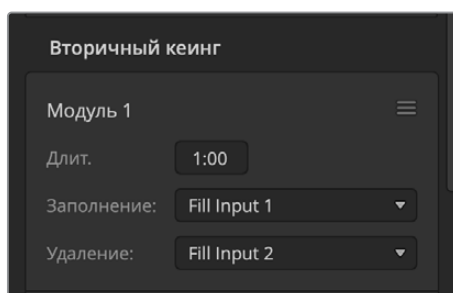 Вторичный кеинг
Модуль 1
Длит. 1:00
Заполнение: Fill Input 1
Удаление: Fill Input 2